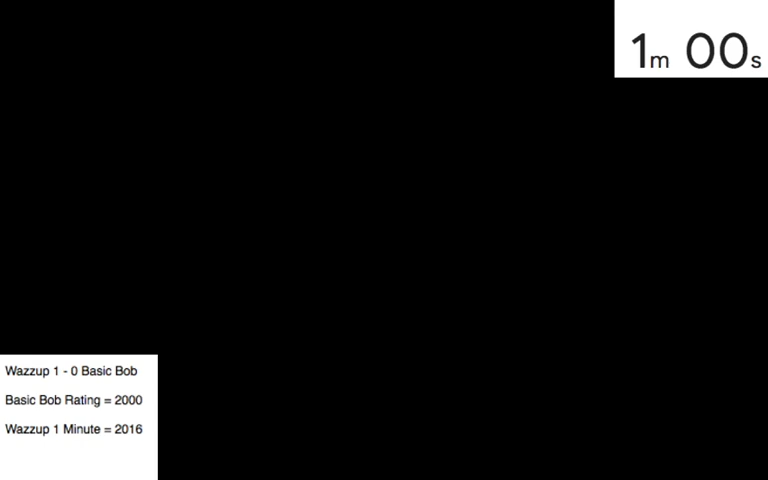 1m 00s
Wazzup 1 - 0 Basic Bob
Basic Bob Rating = 2000
Wazzup 1 Minute = 2016